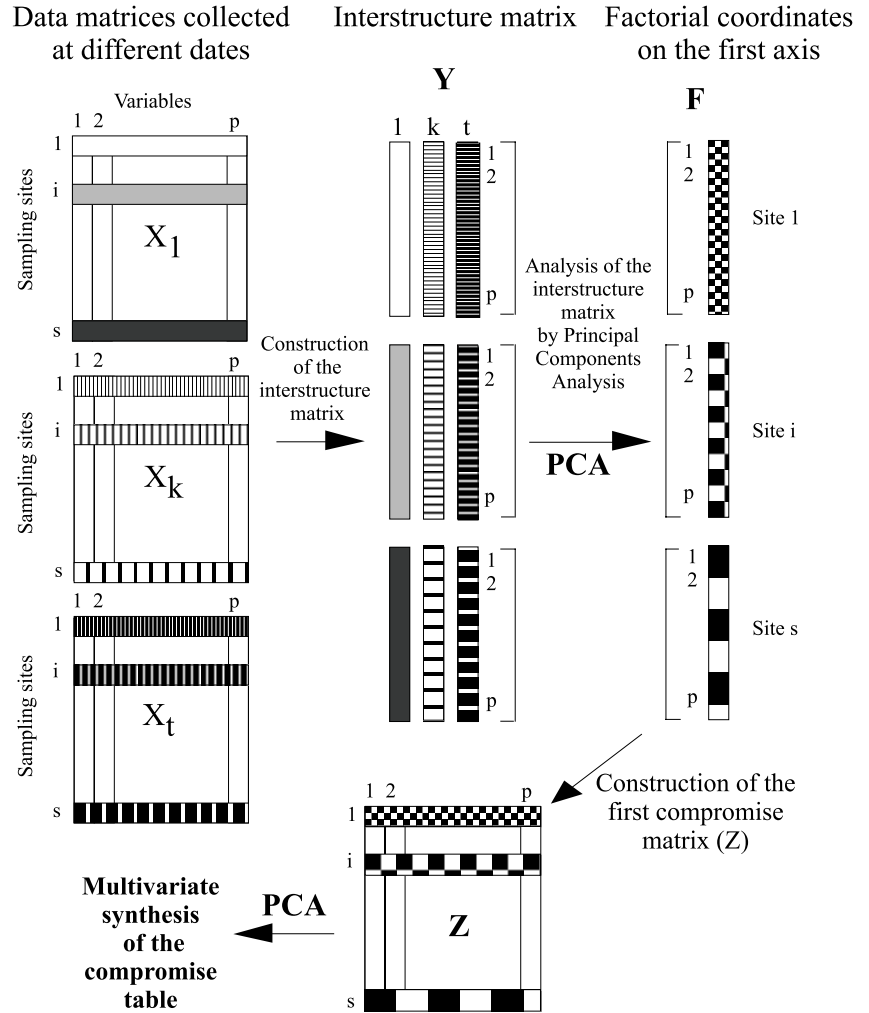 Data matrices collected
at different dates
Interstructure matrix
Factorial coordinates
on the first axis
Y
F
Variables
1 2 p
1
i
s
Sampling sites
X1
1 2 p
1
i
s
Sampling sites
Xk
1 2 p
1
i
s
Sampling sites
Xt
Construction
of the
interstructure
matrix
1 k t
1
2
p
1
2
p
1
2
p
Analysis of the
interstructure
matrix
by Principal
Components
Analysis
PCA
1
2
p
Site 1
1
2
p
Site i
1
2
p
Site s
Construction of the
first compromise
matrix (Z)
1 2 p
1
i
s
Z
PCA
Multivariate
synthesis
of the
compromise
table